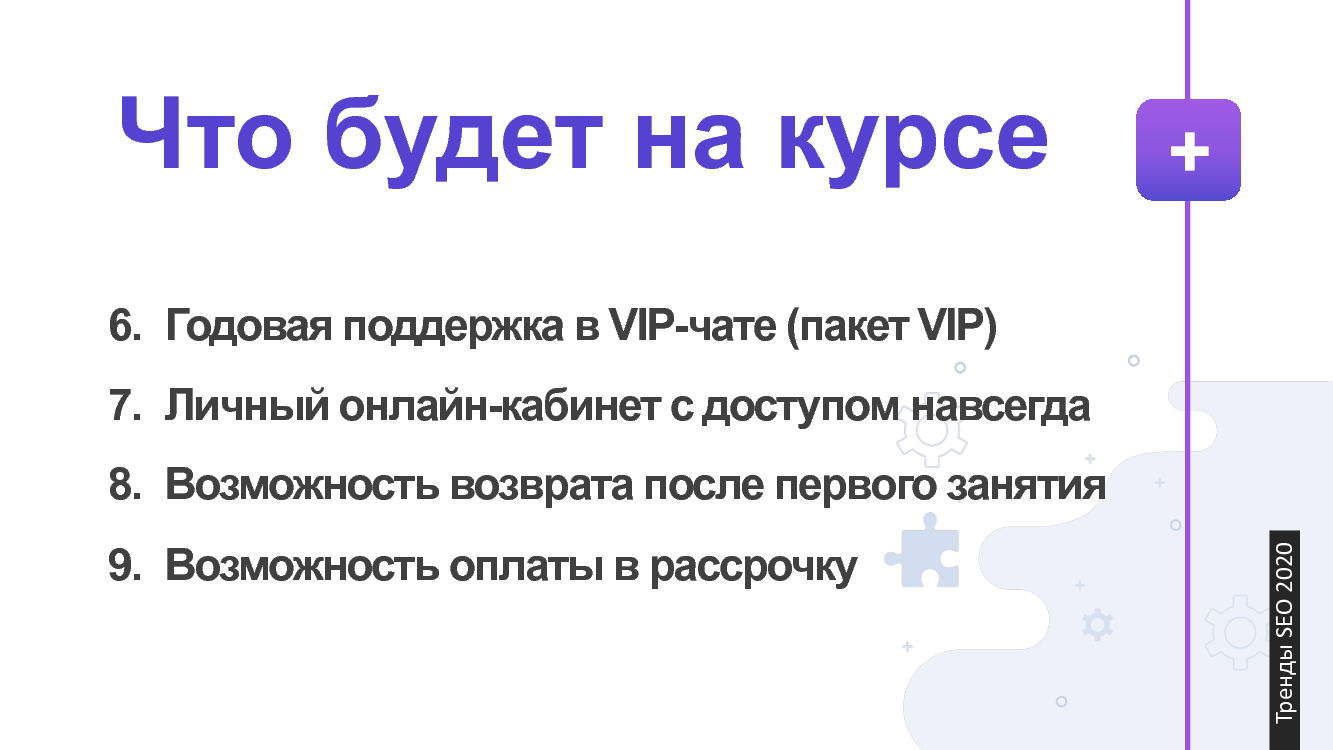 Что будет на курсе
+
6. Годовая поддержка в VIP-чате (пакет VIP)
7. Личный онлайн-кабинет с доступом навсегда
8. Возможность возврата после первого занятия
9. Возможность оплаты в рассрочку
Тренды SEO 2020